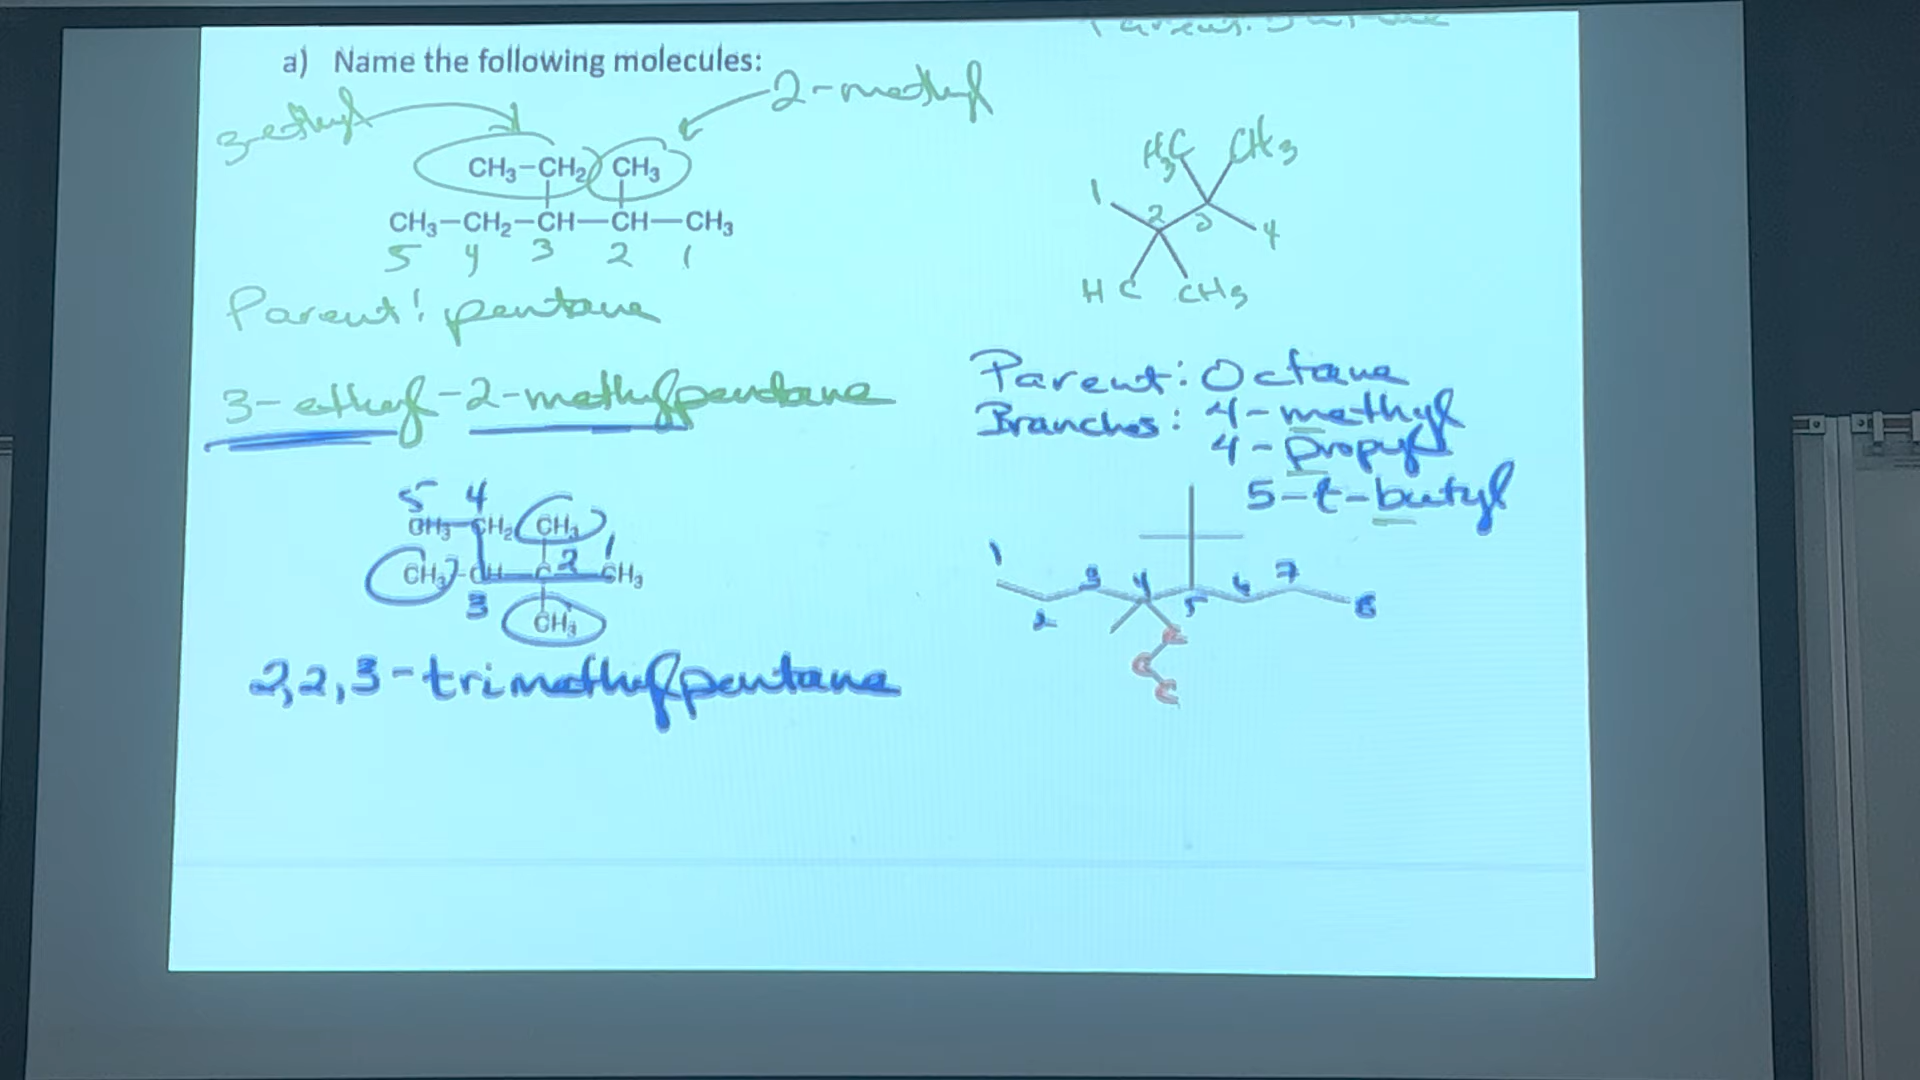 a) Name the following molecules:
3-ethyl
2-methyl
CH₃-CH₂ CH₃
CH₃-CH₂-CH-CH-CH₃
5 4 3 2 1
Parent: pentane
3-ethyl-2-methylpentane
5 4
CH₃-CH₂ CH₃
CH₃-CH-C-CH₃
3 2 1
CH₃
2,2,3-trimethylpentane
Parent:
H₃C CH₃
1 2 3 4
H C CH₃
Parent: Octane
Branches: 4-methyl
4-propyl
5-t-butyl
1 2 3 4 5 6 7 8
C
C
C